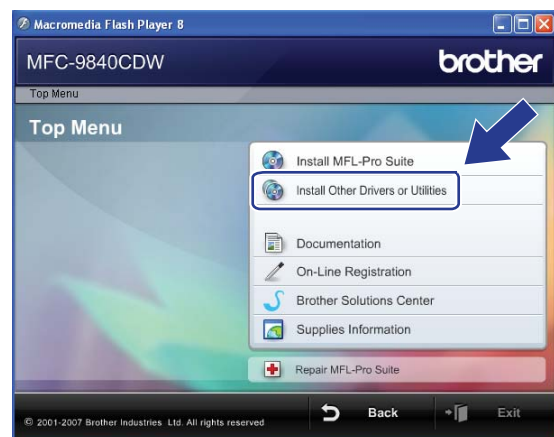 Macromedia Flash Player 8
MFC-9840CDW
brother
Top Menu
Top Menu
Install MFL-Pro Suite
Install Other Drivers or Utilities
Documentation
On-Line Registration
Brother Solutions Center
Supplies Information
Repair MFL-Pro Suite
© 2001-2007 Brother Industries Ltd. All rights reserved
Back
Exit